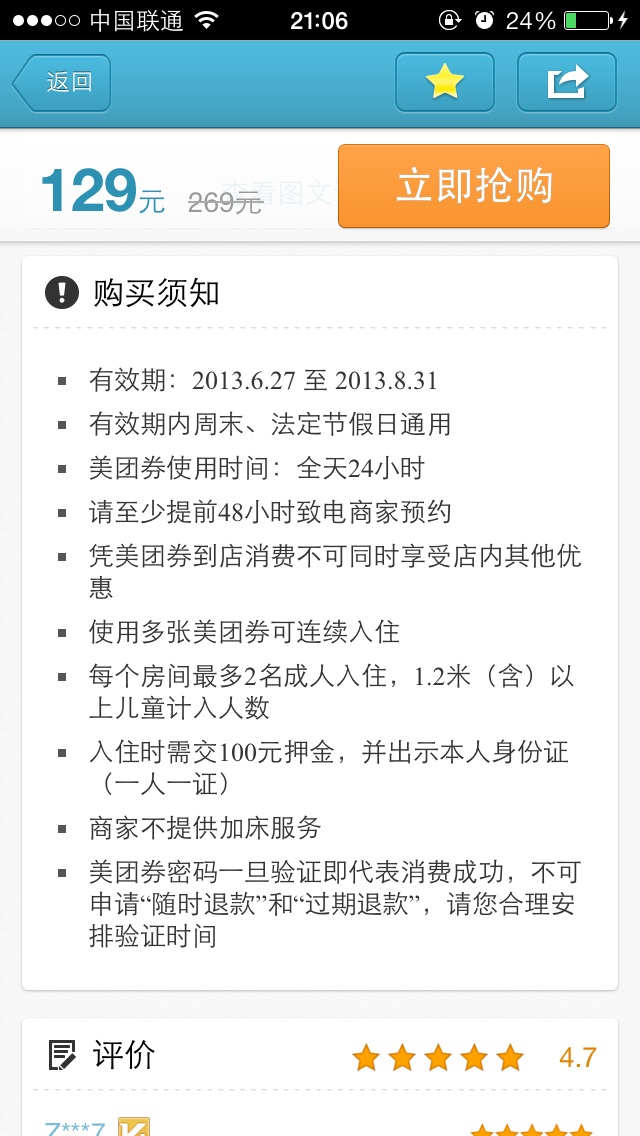 中国联通 21:06 24%
返回
129元 269元 查看图文 立即抢购
购买须知
有效期：2013.6.27 至 2013.8.31
有效期内周末、法定节假日通用
美团券使用时间：全天24小时
请至少提前48小时致电商家预约
凭美团券到店消费不可同时享受店内其他优
惠
使用多张美团券可连续入住
每个房间最多2名成人入住，1.2米（含）以
上儿童计入人数
入住时需交100元押金，并出示本人身份证
（一人一证）
商家不提供加床服务
美团券密码一旦验证即代表消费成功，不可
申请“随时退款”和“过期退款”，请您合理安
排验证时间
评价 4.7
Z***7